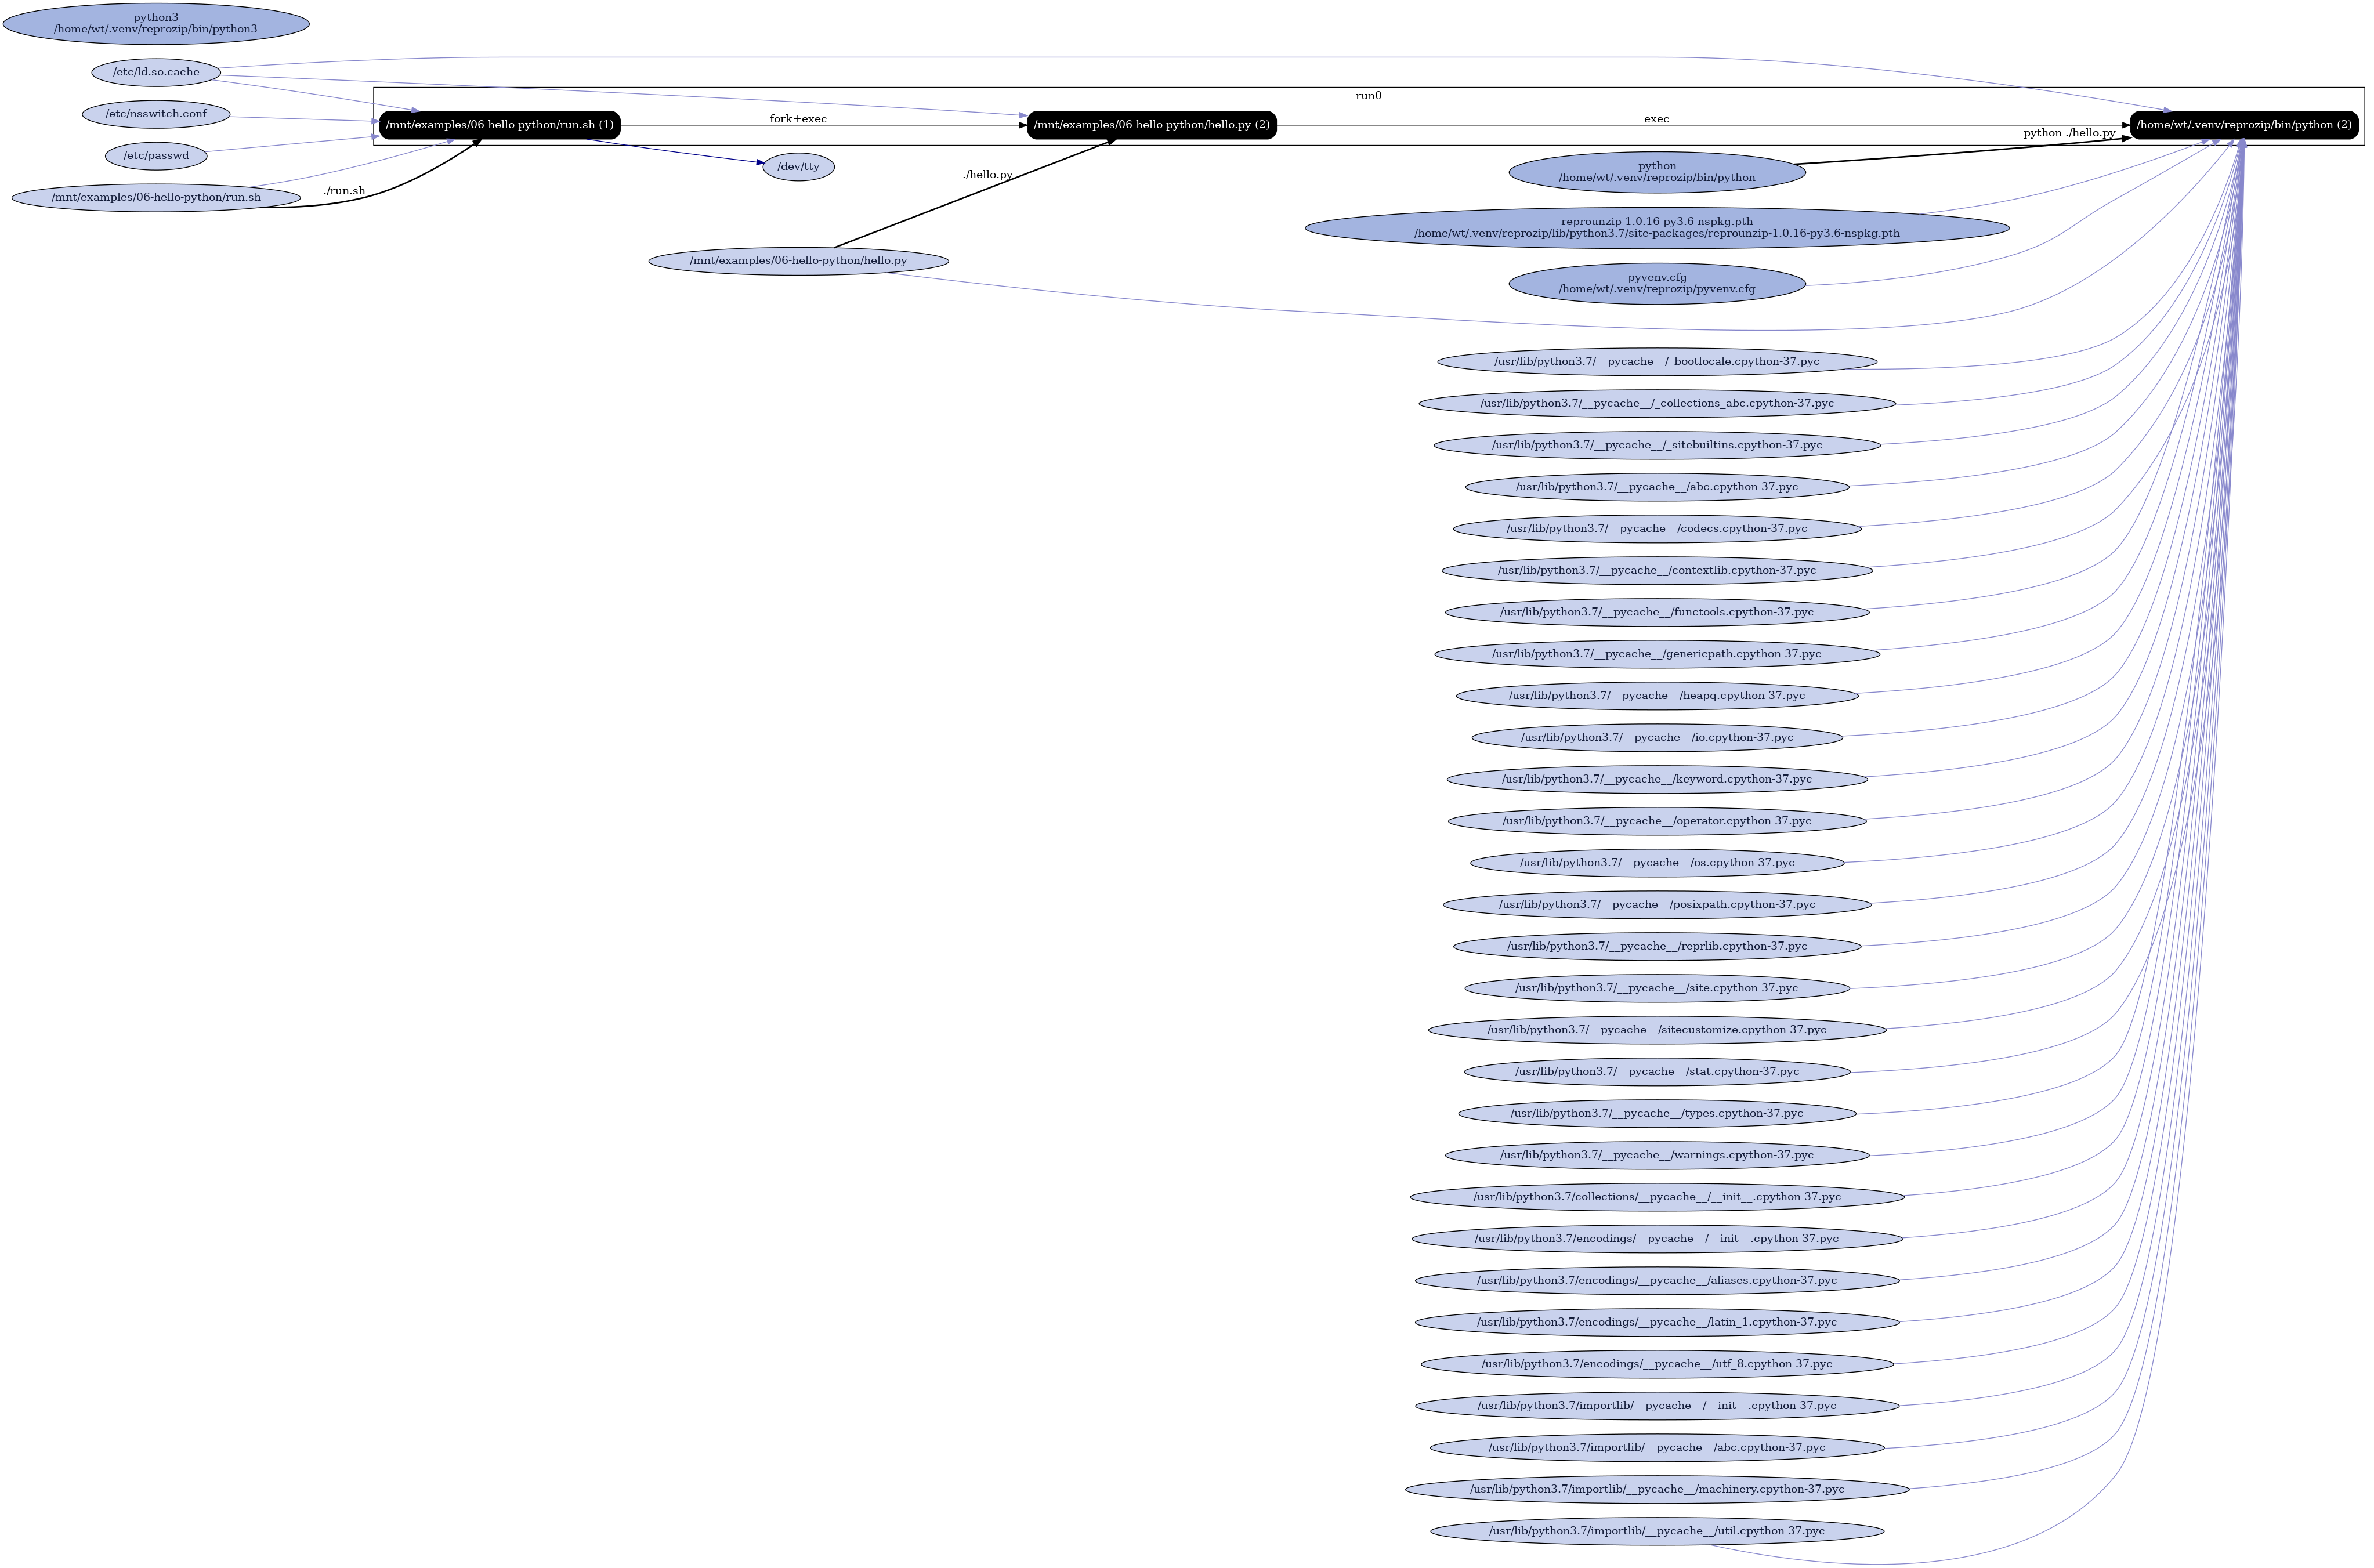 python3
/home/wt/.venv/reprozip/bin/python3
/etc/ld.so.cache
run0
/etc/nsswitch.conf
/mnt/examples/06-hello-python/run.sh (1)
fork+exec
/mnt/examples/06-hello-python/hello.py (2)
exec
/home/wt/.venv/reprozip/bin/python (2)
python ./hello.py
/etc/passwd
/dev/tty
python
/home/wt/.venv/reprozip/bin/python
./hello.py
./run.sh
/mnt/examples/06-hello-python/run.sh
reprounzip-1.0.16-py3.6-nspkg.pth
/home/wt/.venv/reprozip/lib/python3.7/site-packages/reprounzip-1.0.16-py3.6-nspkg.pth
/mnt/examples/06-hello-python/hello.py
pyvenv.cfg
/home/wt/.venv/reprozip/pyvenv.cfg
/usr/lib/python3.7/__pycache__/_bootlocale.cpython-37.pyc
/usr/lib/python3.7/__pycache__/_collections_abc.cpython-37.pyc
/usr/lib/python3.7/__pycache__/_sitebuiltins.cpython-37.pyc
/usr/lib/python3.7/__pycache__/abc.cpython-37.pyc
/usr/lib/python3.7/__pycache__/codecs.cpython-37.pyc
/usr/lib/python3.7/__pycache__/contextlib.cpython-37.pyc
/usr/lib/python3.7/__pycache__/functools.cpython-37.pyc
/usr/lib/python3.7/__pycache__/genericpath.cpython-37.pyc
/usr/lib/python3.7/__pycache__/heapq.cpython-37.pyc
/usr/lib/python3.7/__pycache__/io.cpython-37.pyc
/usr/lib/python3.7/__pycache__/keyword.cpython-37.pyc
/usr/lib/python3.7/__pycache__/operator.cpython-37.pyc
/usr/lib/python3.7/__pycache__/os.cpython-37.pyc
/usr/lib/python3.7/__pycache__/posixpath.cpython-37.pyc
/usr/lib/python3.7/__pycache__/reprlib.cpython-37.pyc
/usr/lib/python3.7/__pycache__/site.cpython-37.pyc
/usr/lib/python3.7/__pycache__/sitecustomize.cpython-37.pyc
/usr/lib/python3.7/__pycache__/stat.cpython-37.pyc
/usr/lib/python3.7/__pycache__/types.cpython-37.pyc
/usr/lib/python3.7/__pycache__/warnings.cpython-37.pyc
/usr/lib/python3.7/collections/__pycache__/__init__.cpython-37.pyc
/usr/lib/python3.7/encodings/__pycache__/__init__.cpython-37.pyc
/usr/lib/python3.7/encodings/__pycache__/aliases.cpython-37.pyc
/usr/lib/python3.7/encodings/__pycache__/latin_1.cpython-37.pyc
/usr/lib/python3.7/encodings/__pycache__/utf_8.cpython-37.pyc
/usr/lib/python3.7/importlib/__pycache__/__init__.cpython-37.pyc
/usr/lib/python3.7/importlib/__pycache__/abc.cpython-37.pyc
/usr/lib/python3.7/importlib/__pycache__/machinery.cpython-37.pyc
/usr/lib/python3.7/importlib/__pycache__/util.cpython-37.pyc